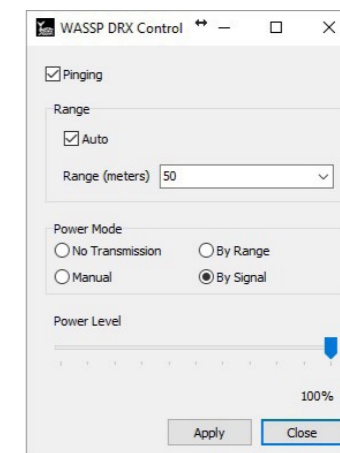 WASSP DRX Control
Pinging
Range
Auto
Range (meters) 50
Power Mode
No Transmission By Range
Manual By Signal
Power Level
100%
Apply Close